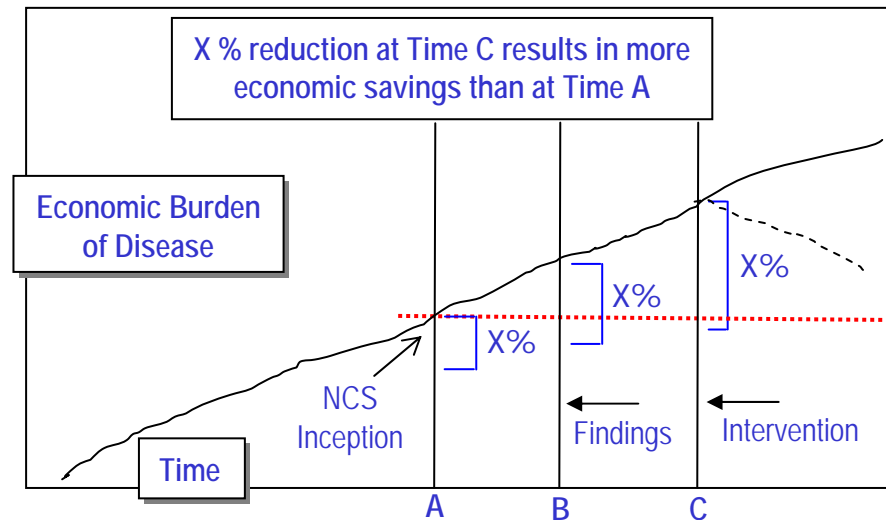 X % reduction at Time C results in more
economic savings than at Time A
Economic Burden
of Disease
X%
X%
X%
NCS
Inception
Findings
Intervention
Time
A
B
C